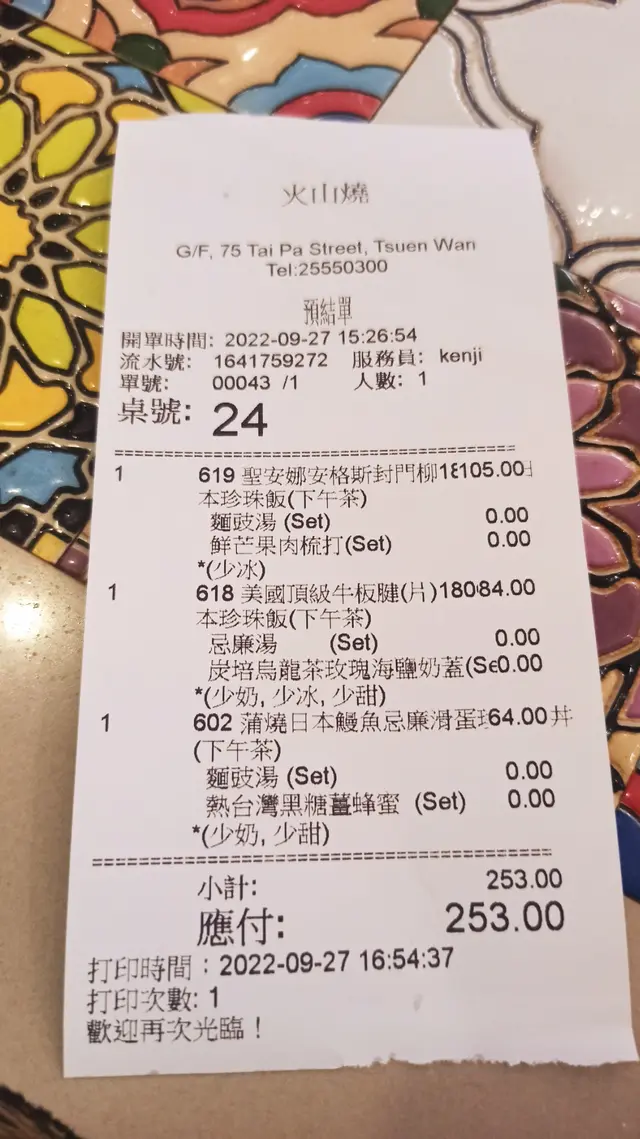 火山燒
G/F, 75 Tai Pa Street, Tsuen Wan
Tel:25550300
預結單
開單時間: 2022-09-27 15:26:54
流水號: 1641759272 服務員: kenji
單號: 00043 /1 人數: 1
桌號: 24
1 619 聖安娜安格斯封門柳18 105.00
本珍珠飯(下午茶)
麵豉湯 (Set) 0.00
鮮芒果肉梳打(Set) 0.00
*(少冰)
1 618 美國頂級牛板腱(片)180 84.00
本珍珠飯(下午茶)
忌廉湯 (Set) 0.00
炭培烏龍茶玫瑰海鹽奶蓋(Se 0.00
*(少奶, 少冰, 少甜)
1 602 蒲燒日本鰻魚忌廉滑蛋 64.00 丼
(下午茶)
麵豉湯 (Set) 0.00
熱台灣黑糖薑蜂蜜 (Set) 0.00
*(少奶, 少甜)
小計: 253.00
應付: 253.00
打印時間：2022-09-27 16:54:37
打印次數: 1
歡迎再次光臨！